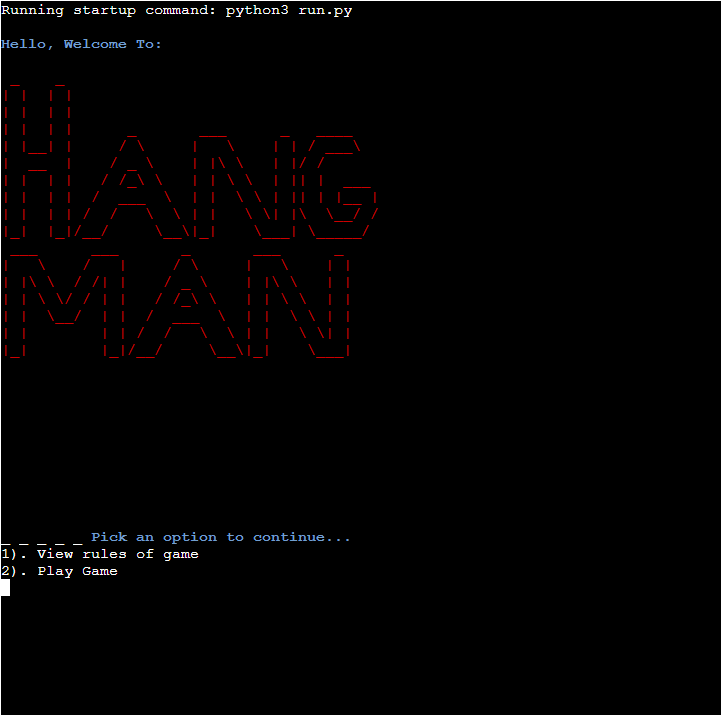 Running startup command: python3 run.py
Hello, Welcome To:
HANG
MAN
_ _ _ _ _ Pick an option to continue...
1). View rules of game
2). Play Game